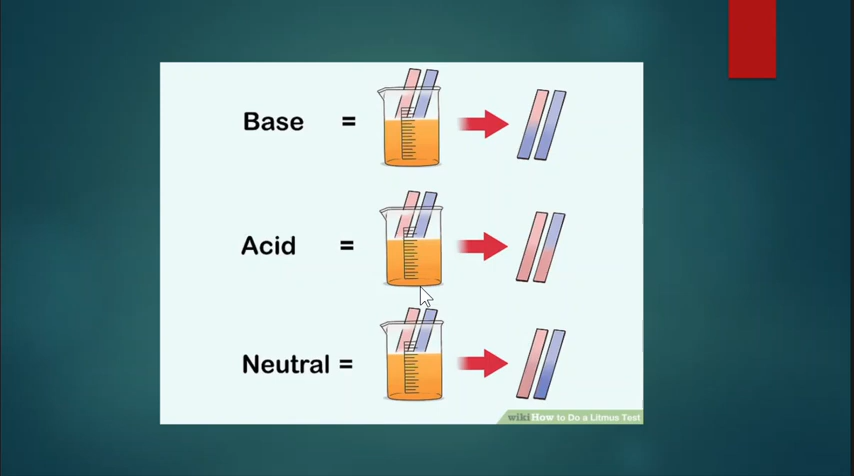 Base =
Acid =
Neutral =
wikiHow to Do a Litmus Test